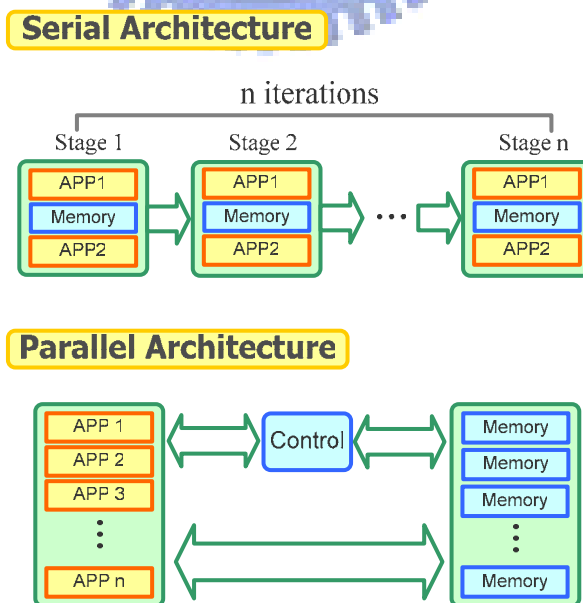 Serial Architecture
n iterations
Stage 1 Stage 2 Stage n
APP1 APP1 APP1
Memory Memory ... Memory
APP2 APP2 APP2
Parallel Architecture
APP 1 Control Memory
APP 2 Memory
APP 3 Memory
⋮ ⋮
APP n Memory